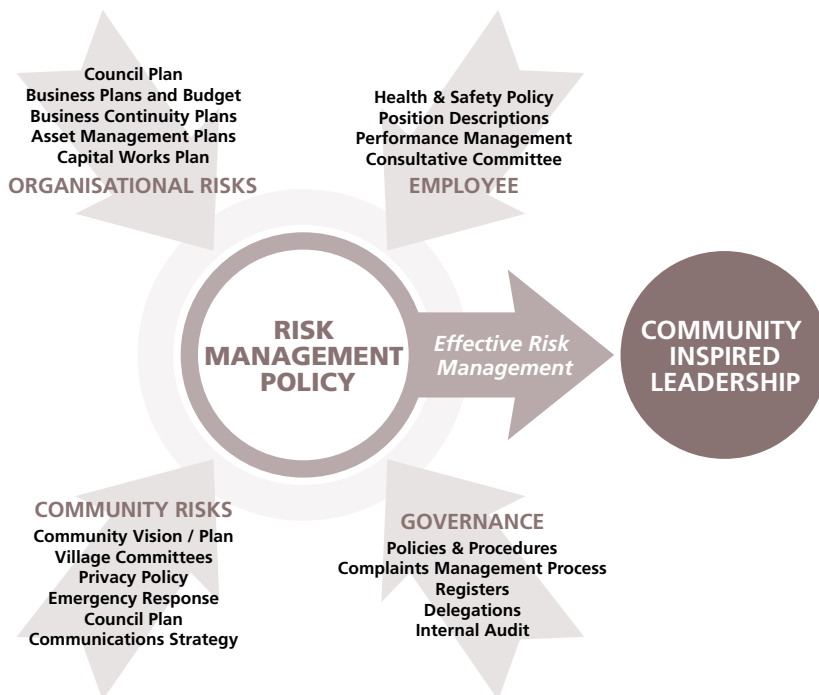 Council Plan
Business Plans and Budget
Business Continuity Plans
Asset Management Plans
Capital Works Plan
ORGANISATIONAL RISKS
Health & Safety Policy
Position Descriptions
Performance Management
Consultative Committee
EMPLOYEE
RISK
MANAGEMENT
POLICY
Effective Risk
Management
COMMUNITY
INSPIRED
LEADERSHIP
COMMUNITY RISKS
Community Vision / Plan
Village Committees
Privacy Policy
Emergency Response
Council Plan
Communications Strategy
GOVERNANCE
Policies & Procedures
Complaints Management Process
Registers
Delegations
Internal Audit